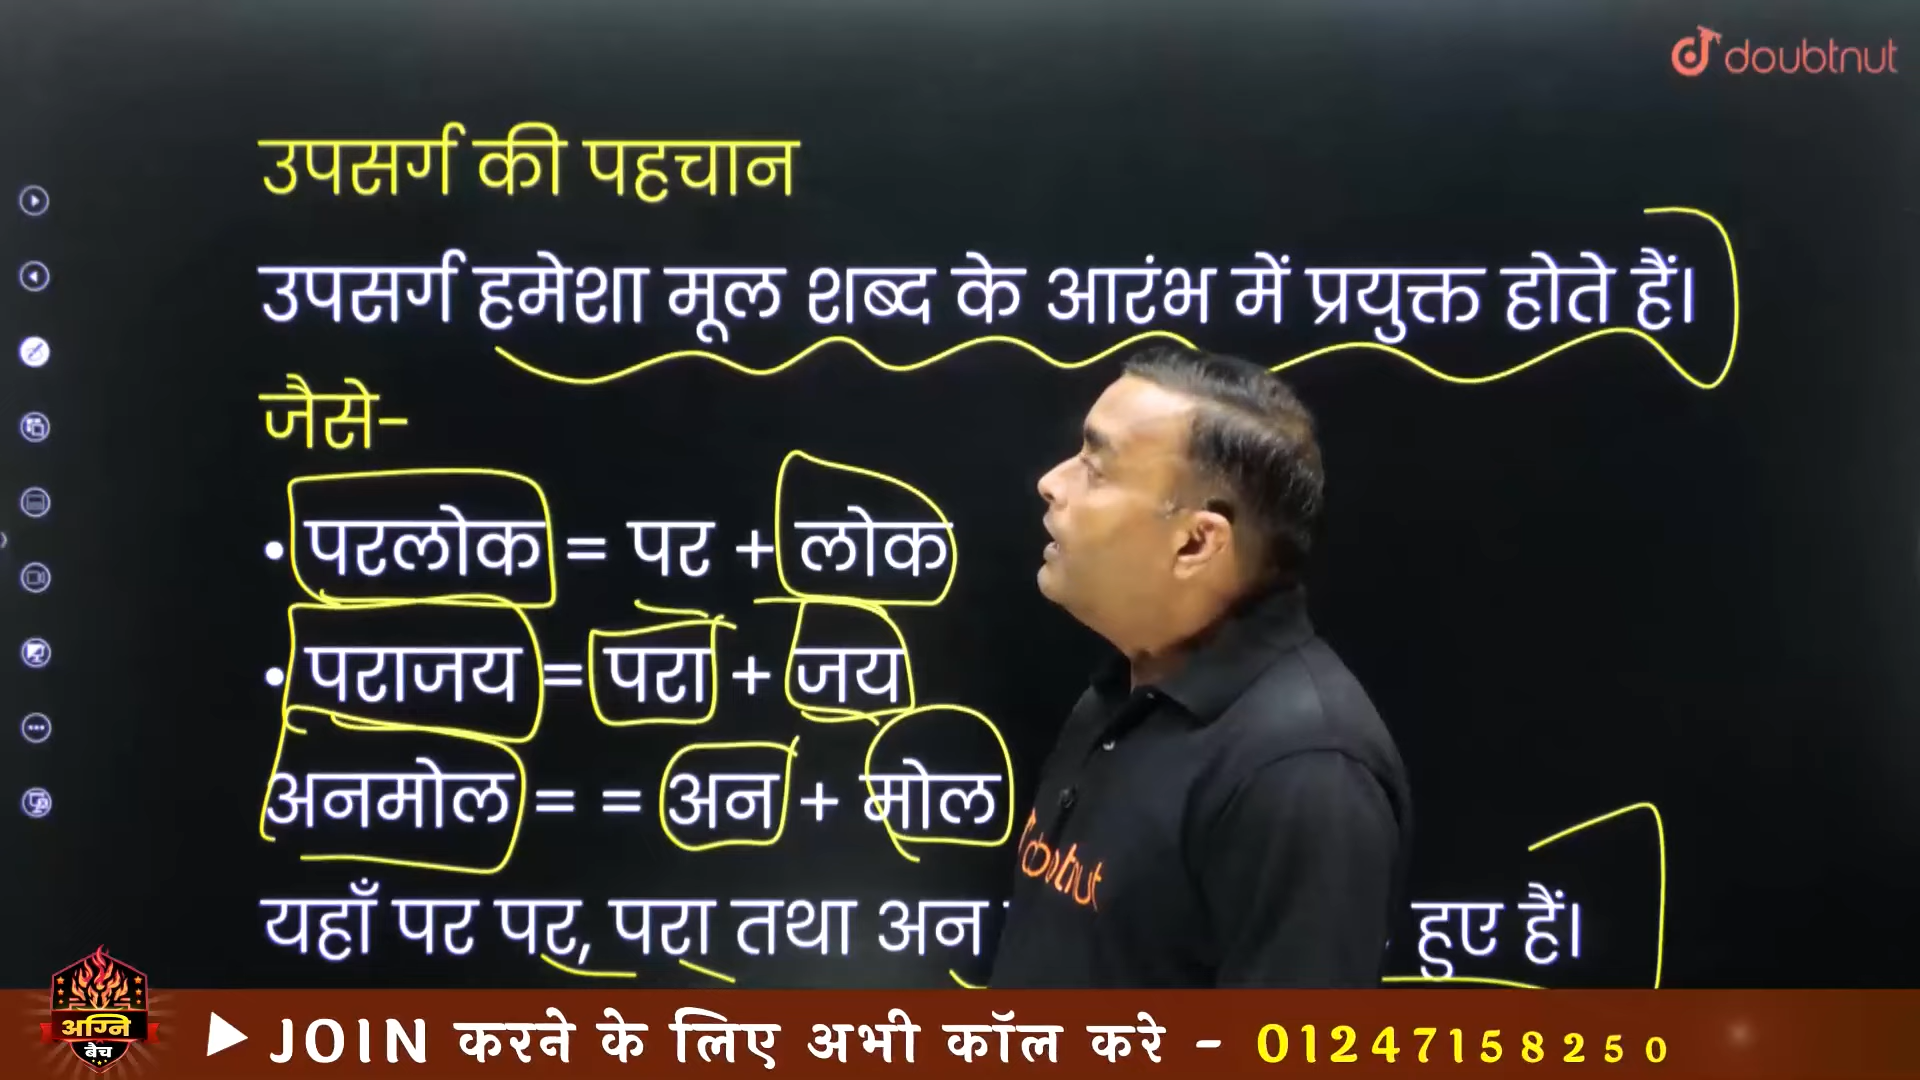 doubtnut
उपसर्ग की पहचान
उपसर्ग हमेशा मूल शब्द के आरंभ में प्रयुक्त होते हैं।
जैसे-
• परलोक = पर + लोक
• पराजय = परा + जय
अनमोल = = अन + मोल
यहाँ पर पर, परा तथा अन
हुए हैं।
अग्नि
बैच
JOIN करने के लिए अभी कॉल करे - 01247158250